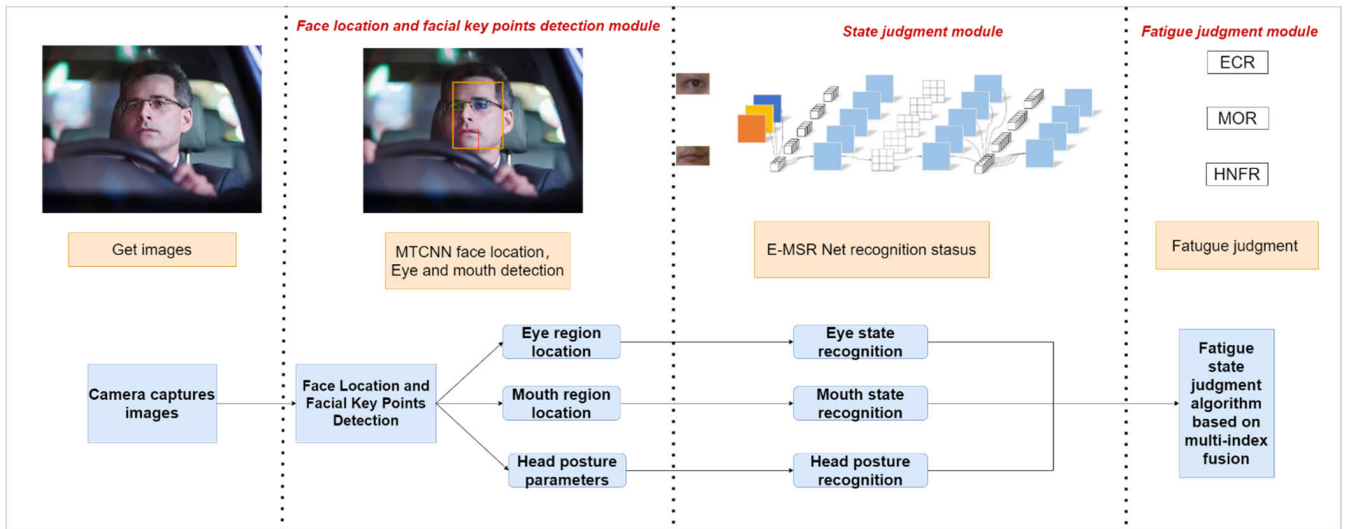 Face location and facial key points detection module
State judgment module
Fatigue judgment module
ECR
MOR
HNFR
Get images
MTCNN face location,
Eye and mouth detection
E-MSR Net recognition stasus
Fatugue judgment
Camera captures
images
Face Location and
Facial Key Points
Detection
Eye region
location
Mouth region
location
Head posture
parameters
Eye state
recognition
Mouth state
recognition
Head posture
recognition
Fatigue
state
judgment
algorithm
based on
multi-index
fusion